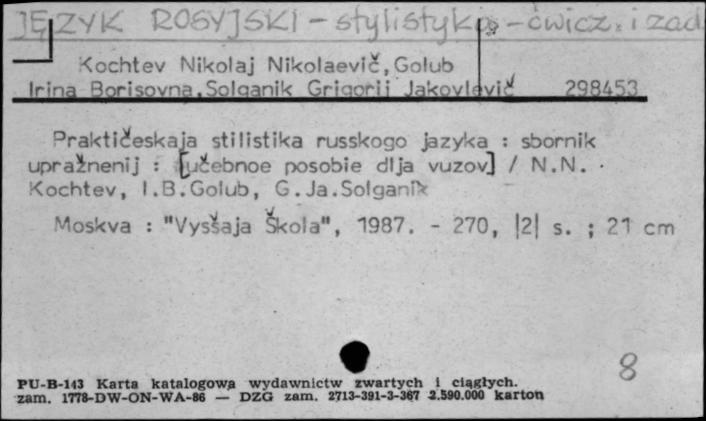 JĘZYK ROSYJSKI - stylistyka - ćwicz. i zad.
Kochtev Nikolaj Nikolaevič, Golub
Irina Borisovna, Solganik Grigorij Jakovlevič 298453
Praktičeskaja stilistika russkogo jazyka : sbornik
upražnenij : [učebnoe posobie dlja vuzov] / N.N.
Kochtev, I.B.Golub, G.Ja.Solganik
Moskva : "Vysšaja Škola", 1987. - 270, |2| s. ; 21 cm
8
PU-B-143 Karta katalogowa wydawnictw zwartych i ciągłych.
zam. 1778-DW-ON-WA-86 — DZG zam. 2713-391-3-367 2.590.000 karton